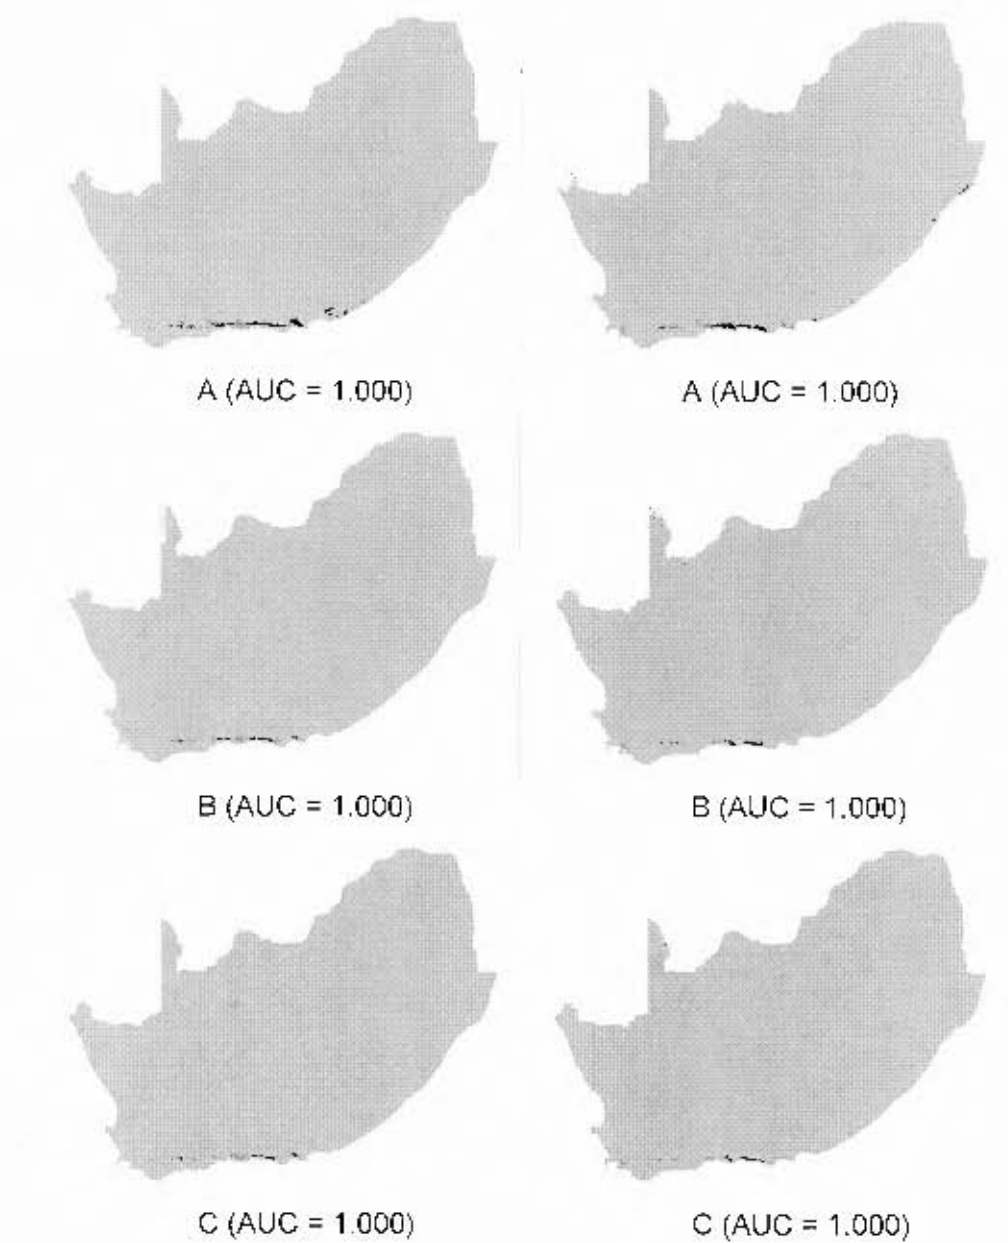 A (AUC = 1.000)
A (AUC = 1.000)
B (AUC = 1.000)
B (AUC = 1.000)
C (AUC = 1.000)
C (AUC = 1.000)